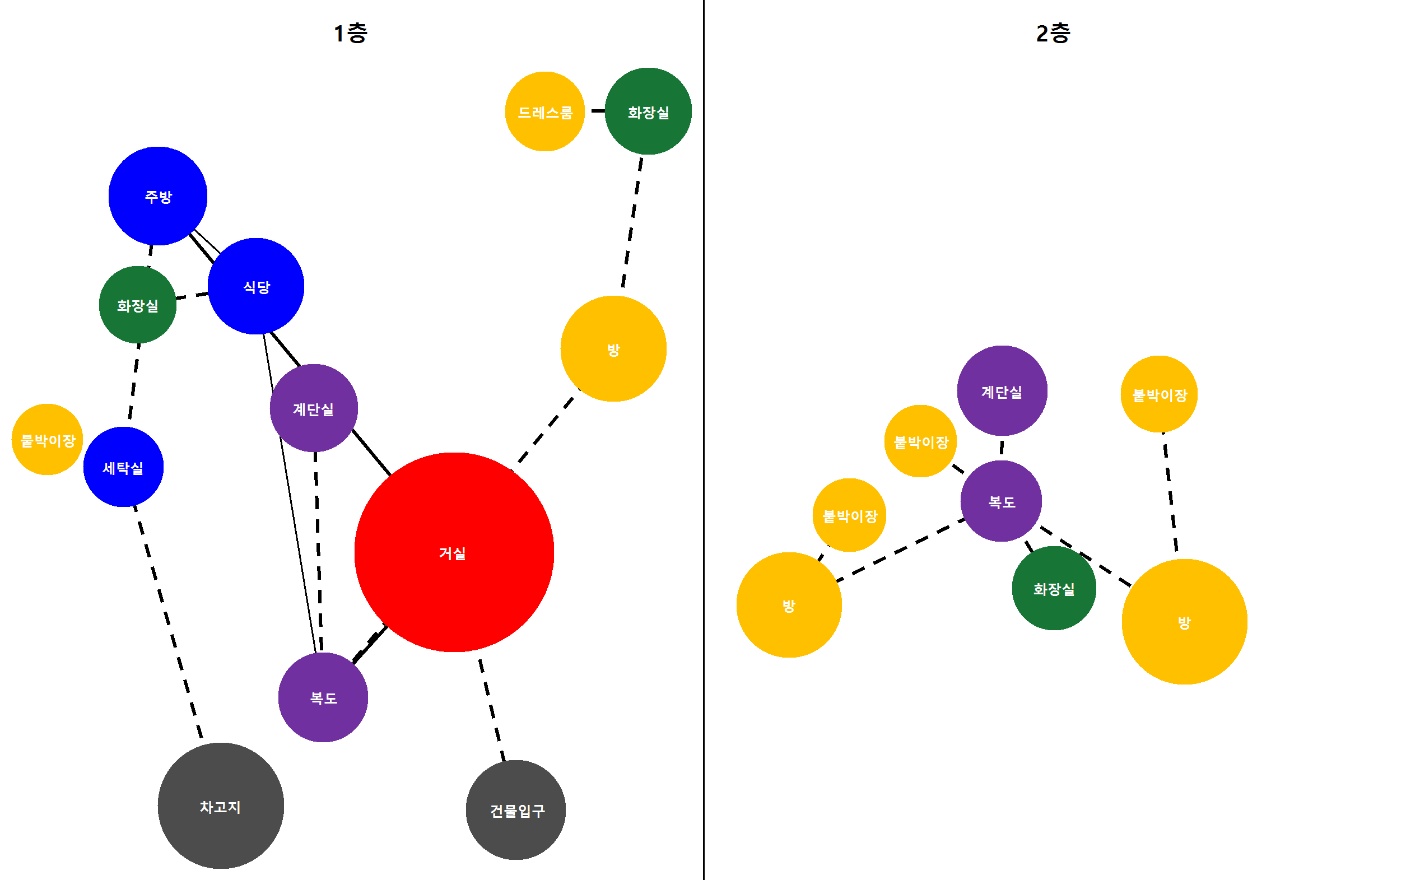 1층
드레스룸
화장실
주방
식당
화장실
방
계단실
붙박이장
세탁실
거실
복도
차고지
건물입구
2층
계단실
붙박이장
붙박이장
복도
붙박이장
화장실
방
방